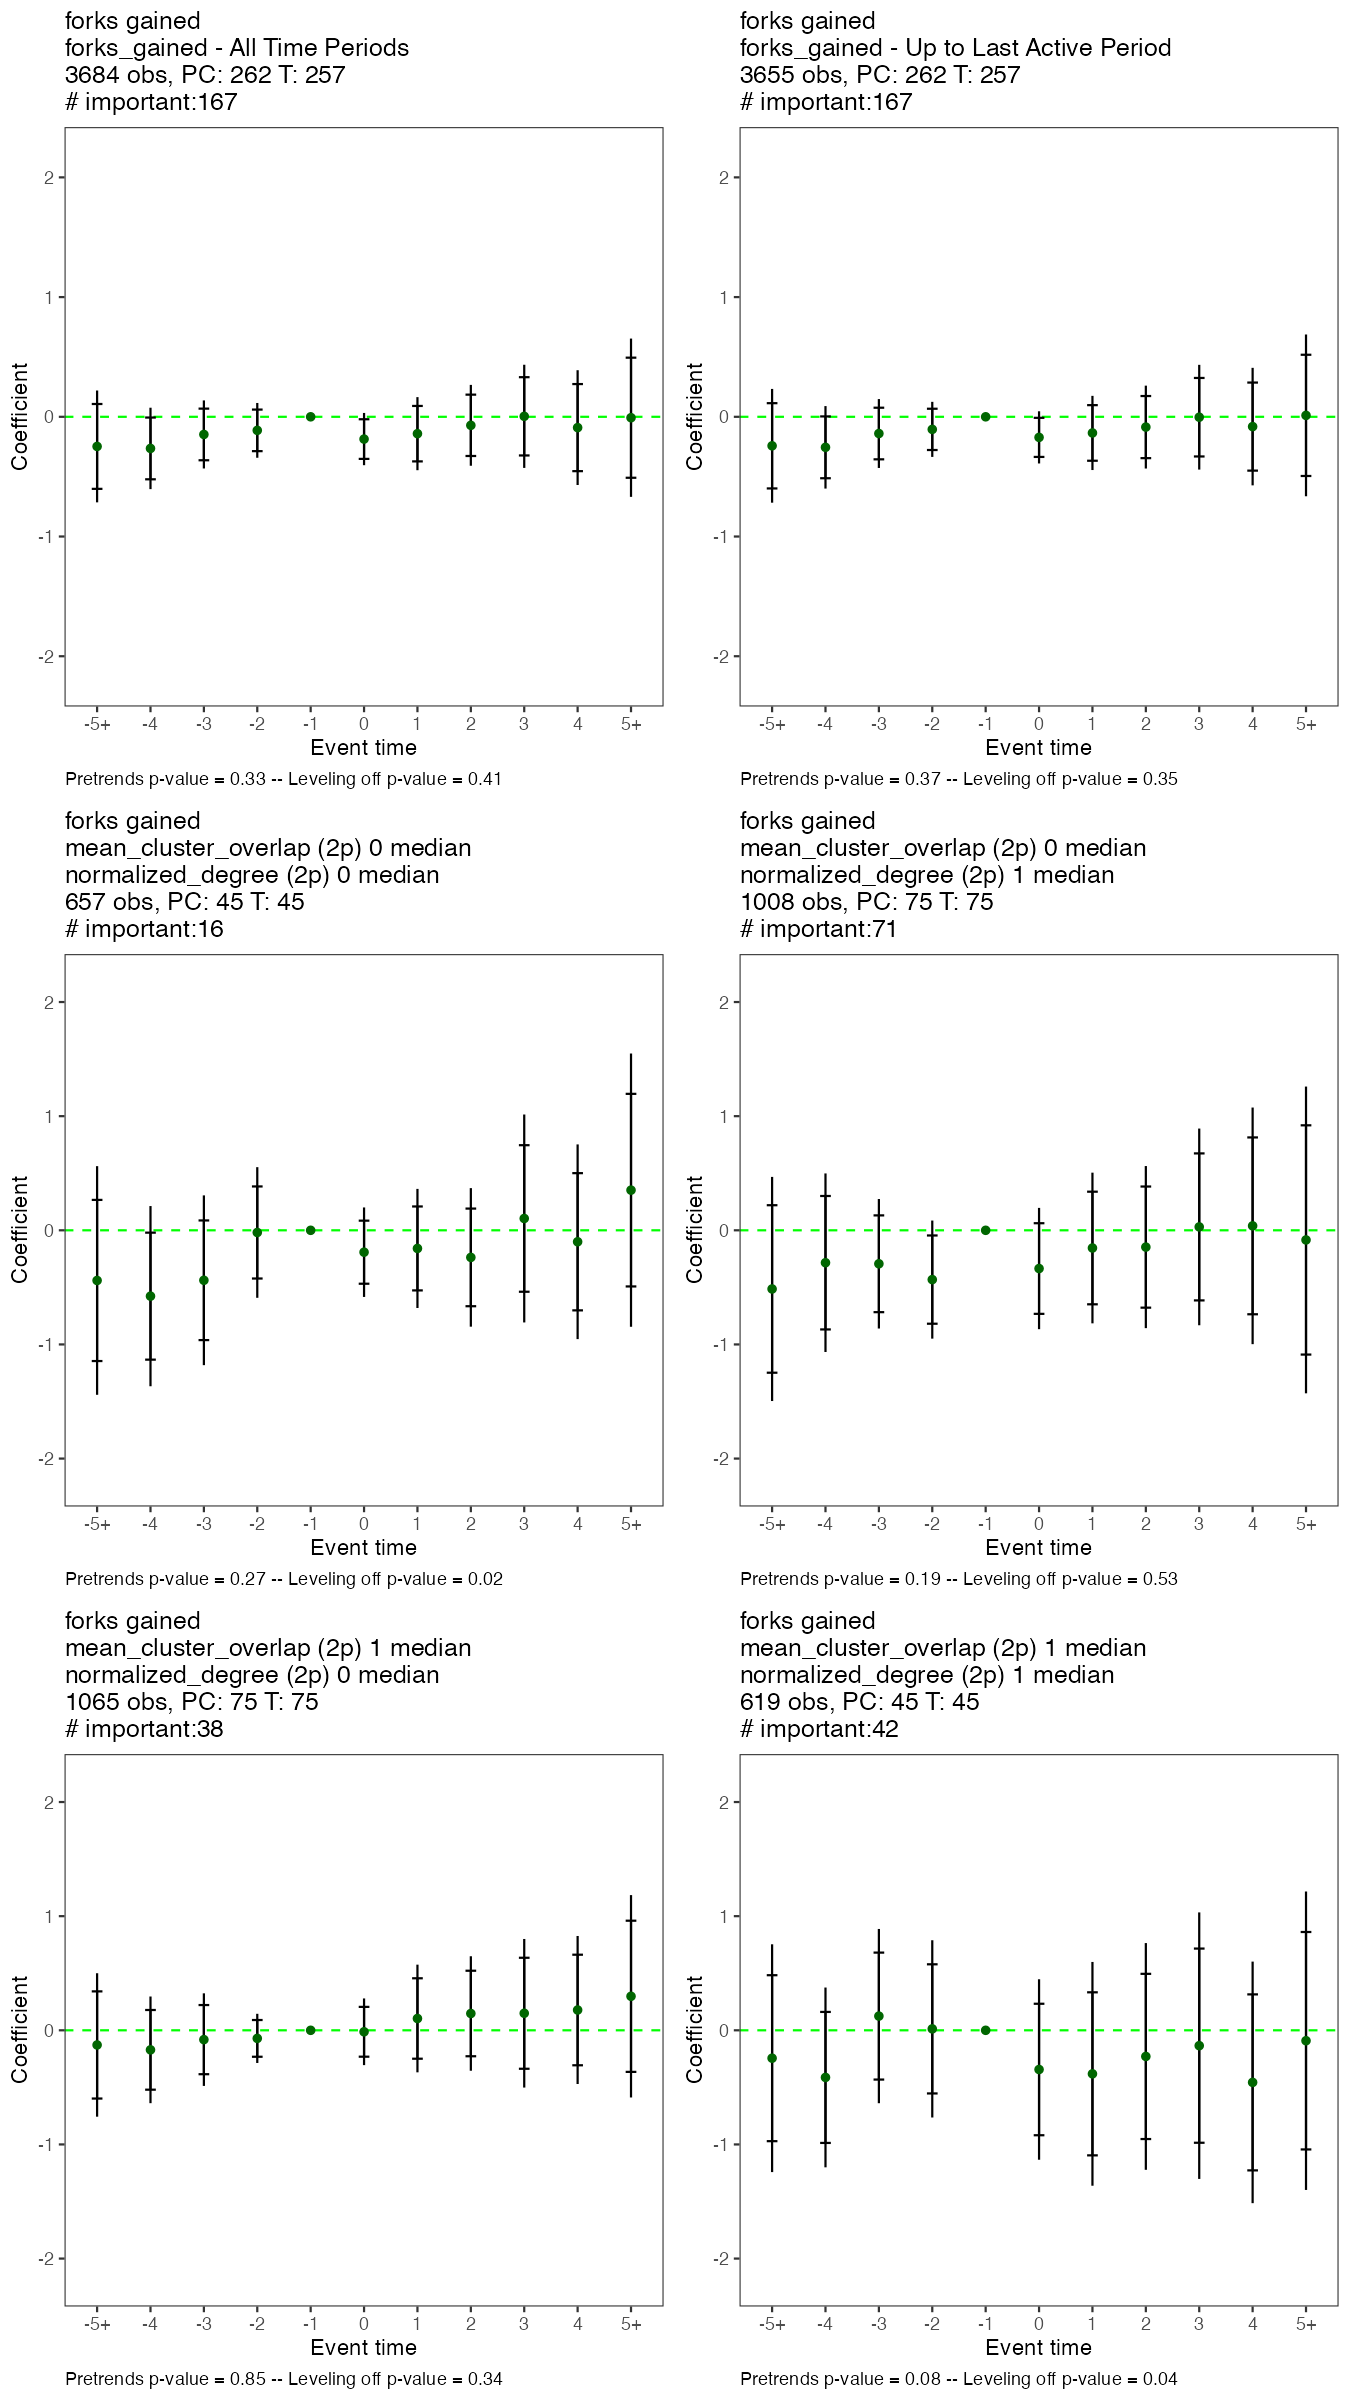 forks gained
forks_gained - All Time Periods
3684 obs, PC: 262 T: 257
# important:167
2
1
0
-1
-2
Coefficient
-5+ -4 -3 -2 -1 0 1 2 3 4 5+
Event time
Pretrends p-value = 0.33 -- Leveling off p-value = 0.41
forks gained
forks_gained - Up to Last Active Period
3655 obs, PC: 262 T: 257
# important:167
2
1
0
-1
-2
Coefficient
-5+ -4 -3 -2 -1 0 1 2 3 4 5+
Event time
Pretrends p-value = 0.37 -- Leveling off p-value = 0.35
forks gained
mean_cluster_overlap (2p) 0 median
normalized_degree (2p) 0 median
657 obs, PC: 45 T: 45
# important:16
2
1
0
-1
-2
Coefficient
-5+ -4 -3 -2 -1 0 1 2 3 4 5+
Event time
Pretrends p-value = 0.27 -- Leveling off p-value = 0.02
forks gained
mean_cluster_overlap (2p) 0 median
normalized_degree (2p) 1 median
1008 obs, PC: 75 T: 75
# important:71
2
1
0
-1
-2
Coefficient
-5+ -4 -3 -2 -1 0 1 2 3 4 5+
Event time
Pretrends p-value = 0.19 -- Leveling off p-value = 0.53
forks gained
mean_cluster_overlap (2p) 1 median
normalized_degree (2p) 0 median
1065 obs, PC: 75 T: 75
# important:38
2
1
0
-1
-2
Coefficient
-5+ -4 -3 -2 -1 0 1 2 3 4 5+
Event time
Pretrends p-value = 0.85 -- Leveling off p-value = 0.34
forks gained
mean_cluster_overlap (2p) 1 median
normalized_degree (2p) 1 median
619 obs, PC: 45 T: 45
# important:42
2
1
0
-1
-2
Coefficient
-5+ -4 -3 -2 -1 0 1 2 3 4 5+
Event time
Pretrends p-value = 0.08 -- Leveling off p-value = 0.04